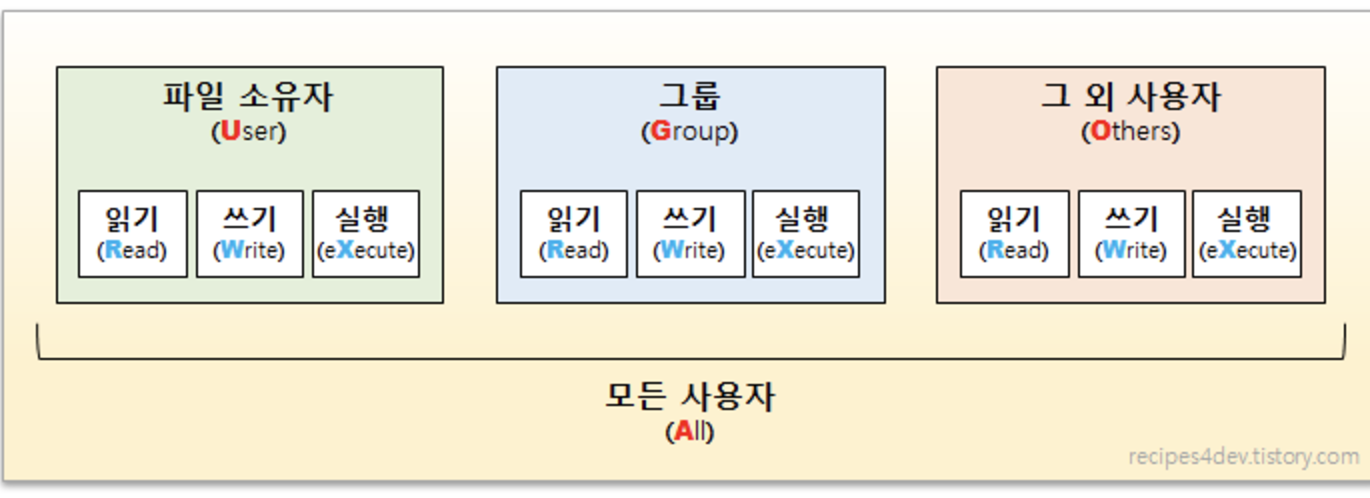 파일 소유자
(User)
읽기
(Read)
쓰기
(Write)
실행
(eXecute)
그룹
(Group)
읽기
(Read)
쓰기
(Write)
실행
(eXecute)
그 외 사용자
(Others)
읽기
(Read)
쓰기
(Write)
실행
(eXecute)
모든 사용자
(All)
recipes4dev.tistory.com